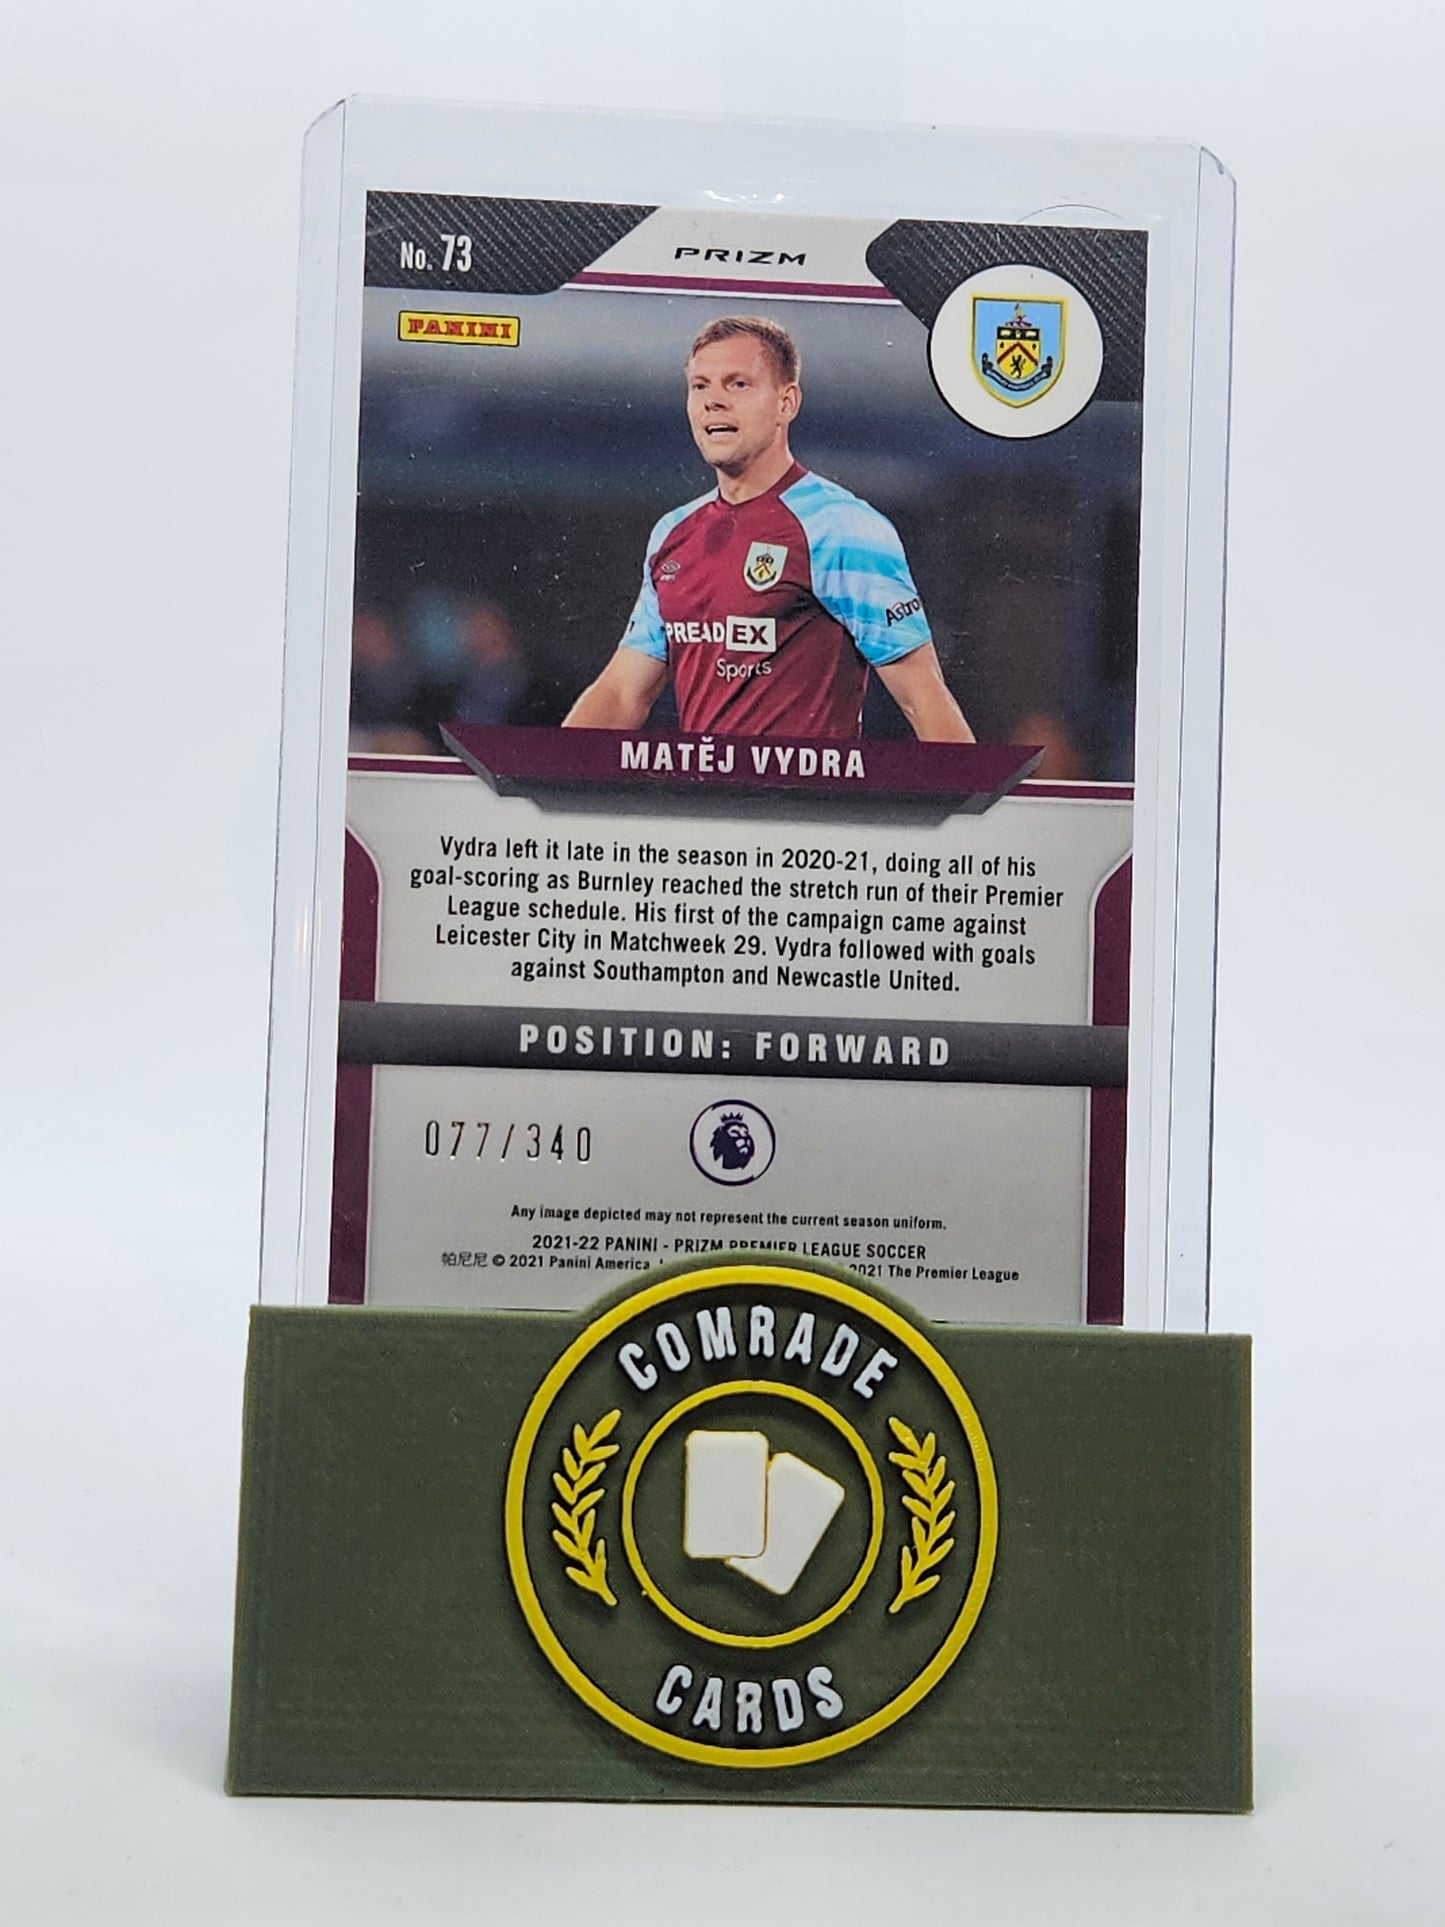 No. 73
PRIZM
PANINI
PREADEX
Sports
Astro
MATĚJ VYDRA
Vydra left it late in the season in 2020-21, doing all of his
goal-scoring as Burnley reached the stretch run of their Premier
League schedule. His first of the campaign came against
Leicester City in Matchweek 29. Vydra followed with goals
against Southampton and Newcastle United.
POSITION: FORWARD
077/340
Any image depicted may not represent the current season uniform.
2021-22 PANINI - PRIZM PREMIER LEAGUE SOCCER
帕尼尼 © 2021 Panini America
2021 The Premier League
COMRADE
CARDS